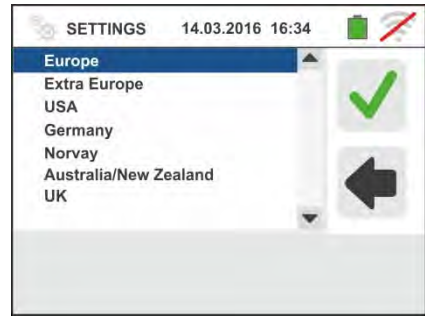 SETTINGS 14.03.2016 16:34
Europe
Extra Europe
USA
Germany
Norvay
Australia/New Zealand
UK